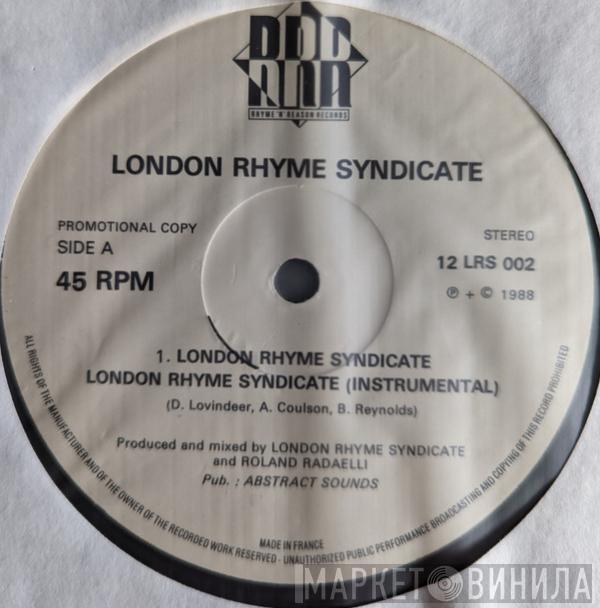 RHYME 'N' REASON RECORDS
LONDON RHYME SYNDICATE
PROMOTIONAL COPY
SIDE A
45 RPM
STEREO
12 LRS 002
℗ + © 1988
1. LONDON RHYME SYNDICATE
LONDON RHYME SYNDICATE (INSTRUMENTAL)
(D. Lovindeer, A. Coulson, B. Reynolds)
Produced and mixed by LONDON RHYME SYNDICATE
and ROLAND RADAELLI
Pub. : ABSTRACT SOUNDS
MADE IN FRANCE
ALL RIGHTS OF THE MANUFACTURER AND OF THE OWNER OF THE RECORDED WORK RESERVED - UNAUTHORIZED PUBLIC PERFORMANCE BROADCASTING AND COPYING OF THIS RECORD PROHIBITED
МАРКЕТ ВИНИЛА